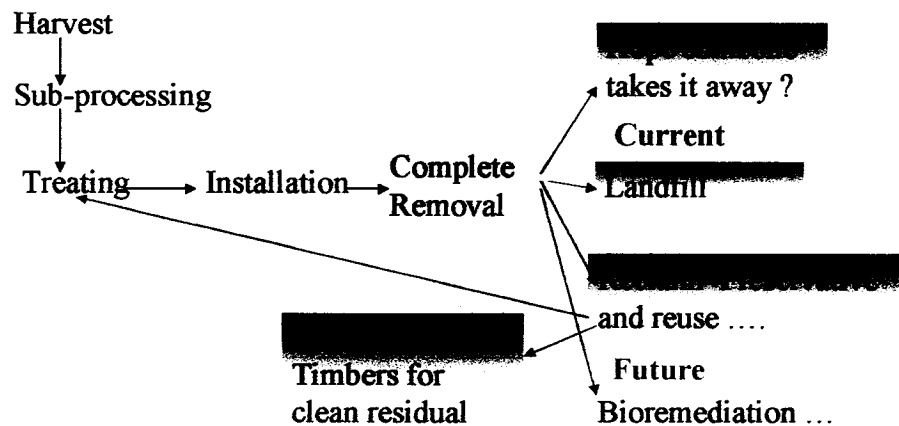 Harvest
Sub-processing
Treating
Installation
Complete
Removal
takes it away ?
Current
Landfill
and reuse ....
Timbers for
clean residual
Future
Bioremediation ...